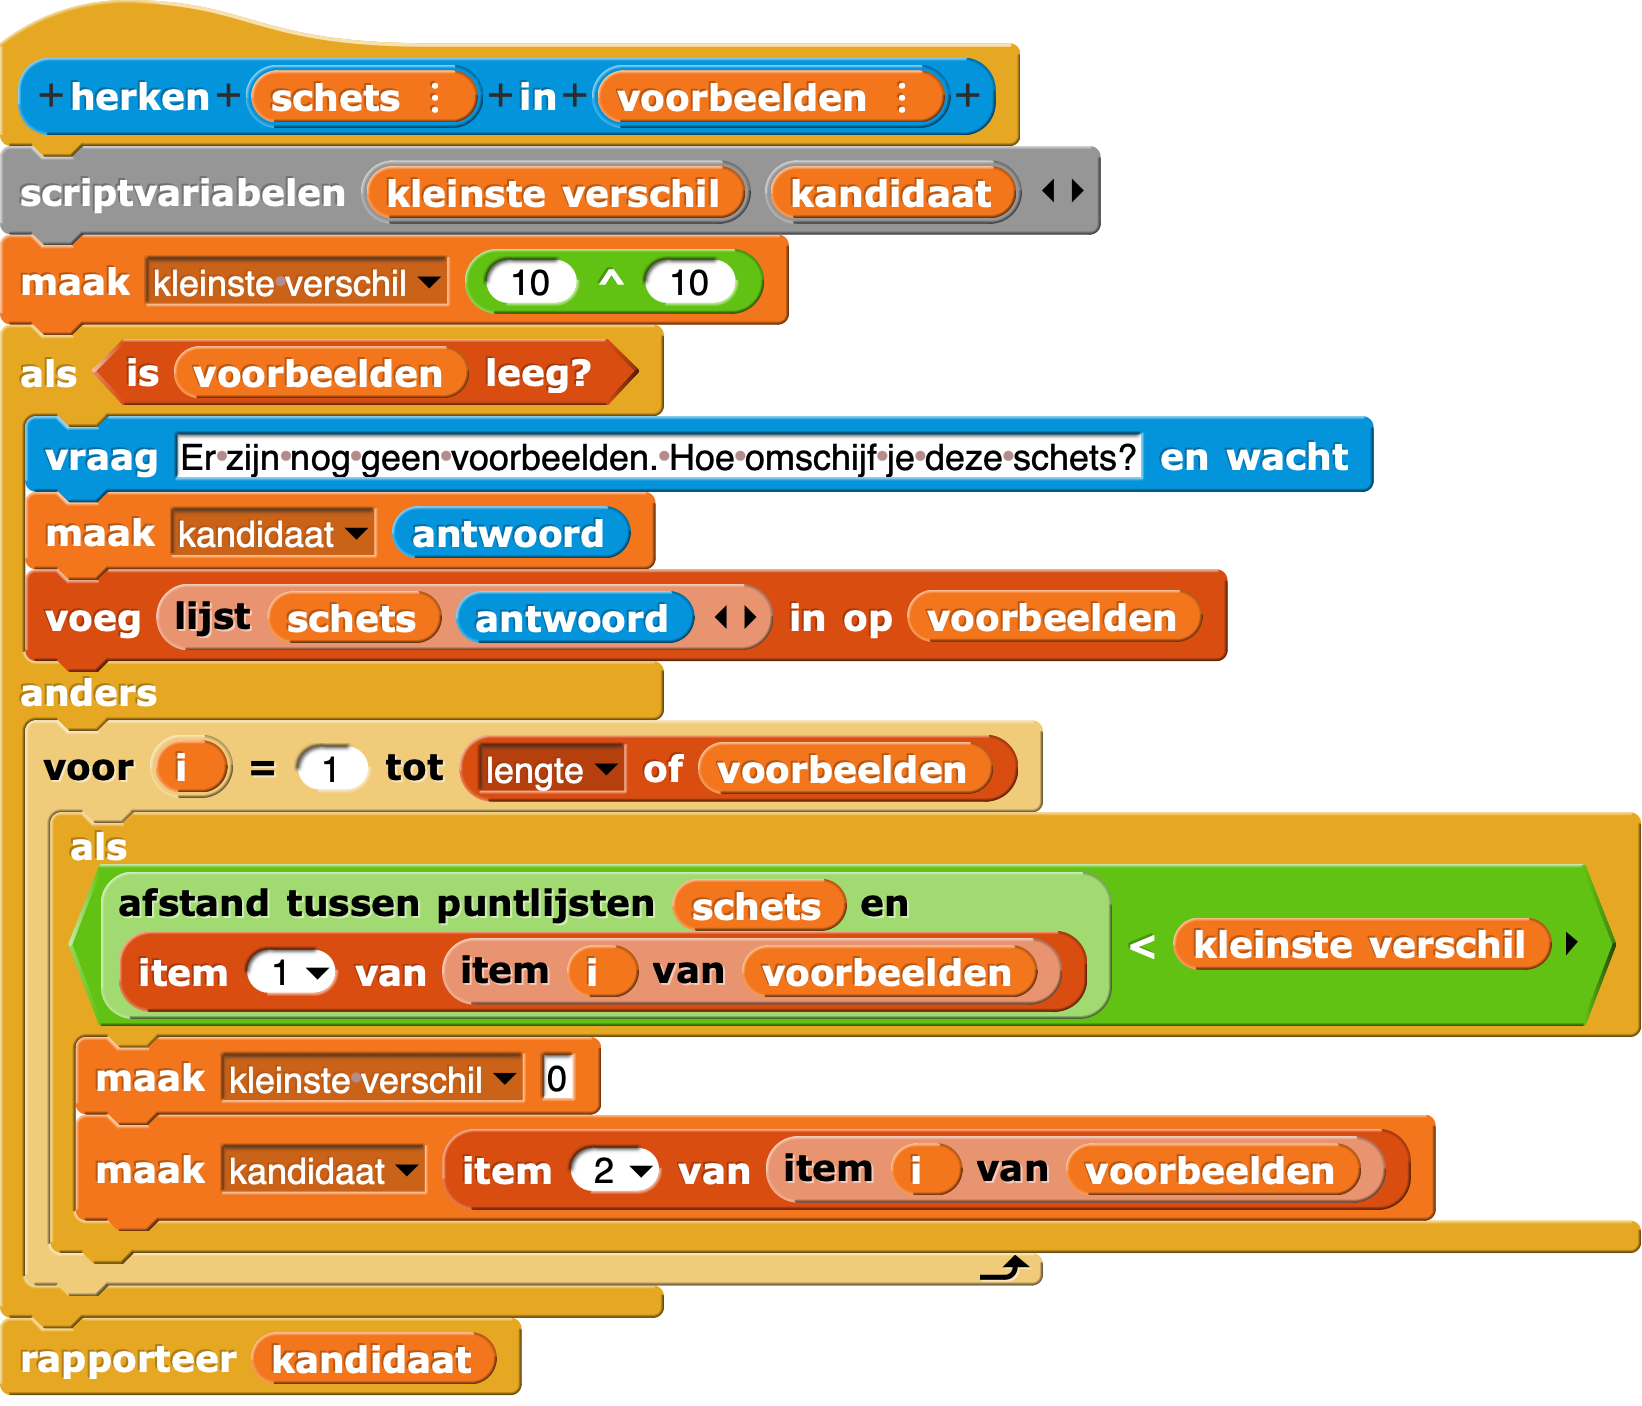 + herken + schets ⋮ + in + voorbeelden ⋮ +
scriptvariabelen kleinste verschil kandidaat
maak kleinste verschil 10 ^ 10
als is voorbeelden leeg?
vraag Er zijn nog geen voorbeelden. Hoe omschijf je deze schets? en wacht
maak kandidaat antwoord
voeg lijst schets antwoord in op voorbeelden
anders
voor i = 1 tot lengte of voorbeelden
als
afstand tussen puntlijsten schets en
item 1 van item i van voorbeelden < kleinste verschil
maak kleinste verschil 0
maak kandidaat item 2 van item i van voorbeelden
rapporteer kandidaat